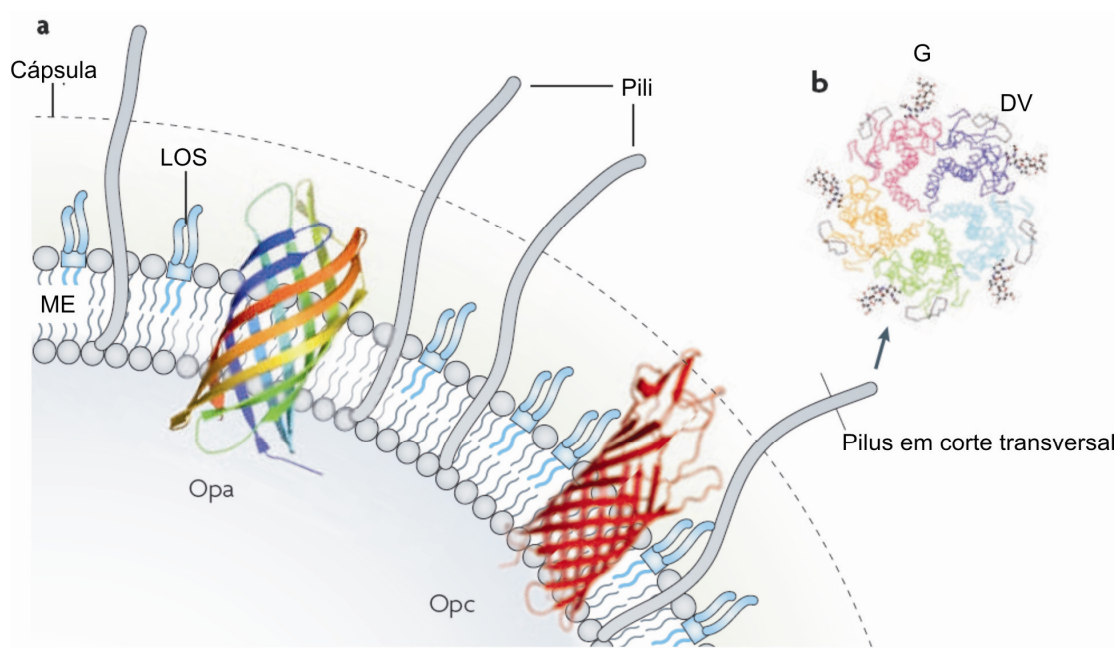 a
Cápsula
LOS
Pili
G
b
DV
ME
Opa
Opc
Pilus em corte transversal